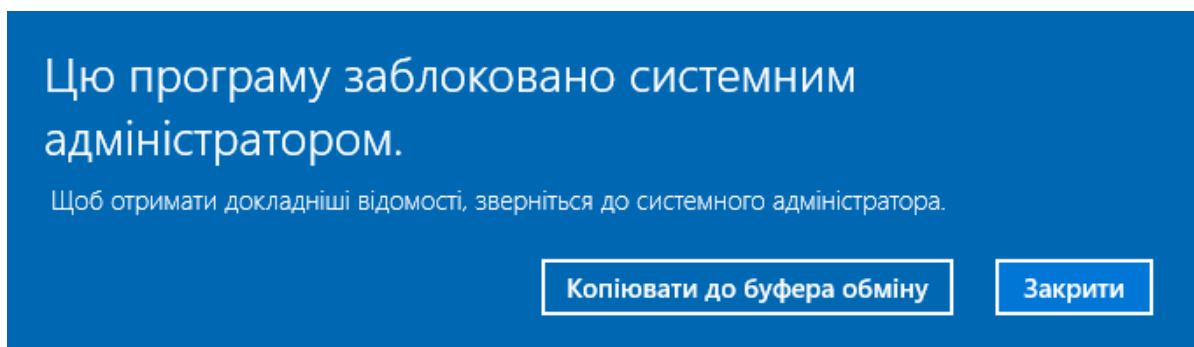 Цю програму заблоковано системним
адміністратором.
Щоб отримати докладніші відомості, зверніться до системного адміністратора.
Копіювати до буфера обміну
Закрити